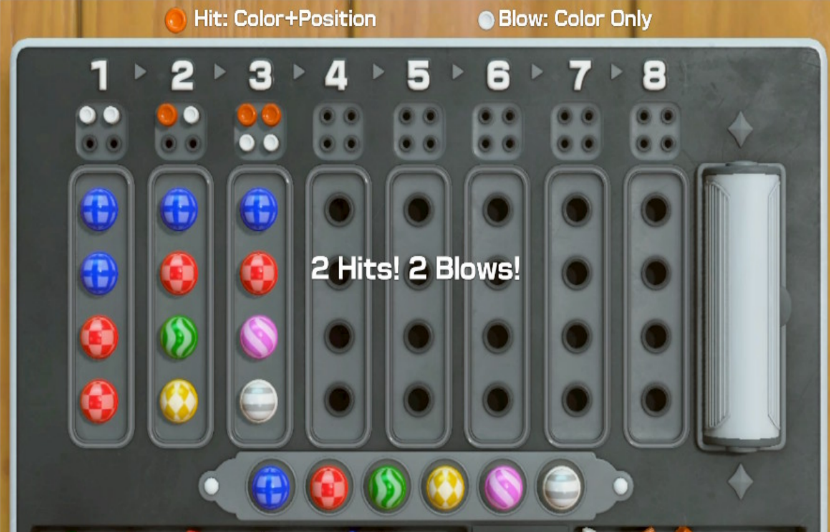 Hit: Color+Position
Blow: Color Only
1 2 3 4 5 6 7 8
2 Hits! 2 Blows!